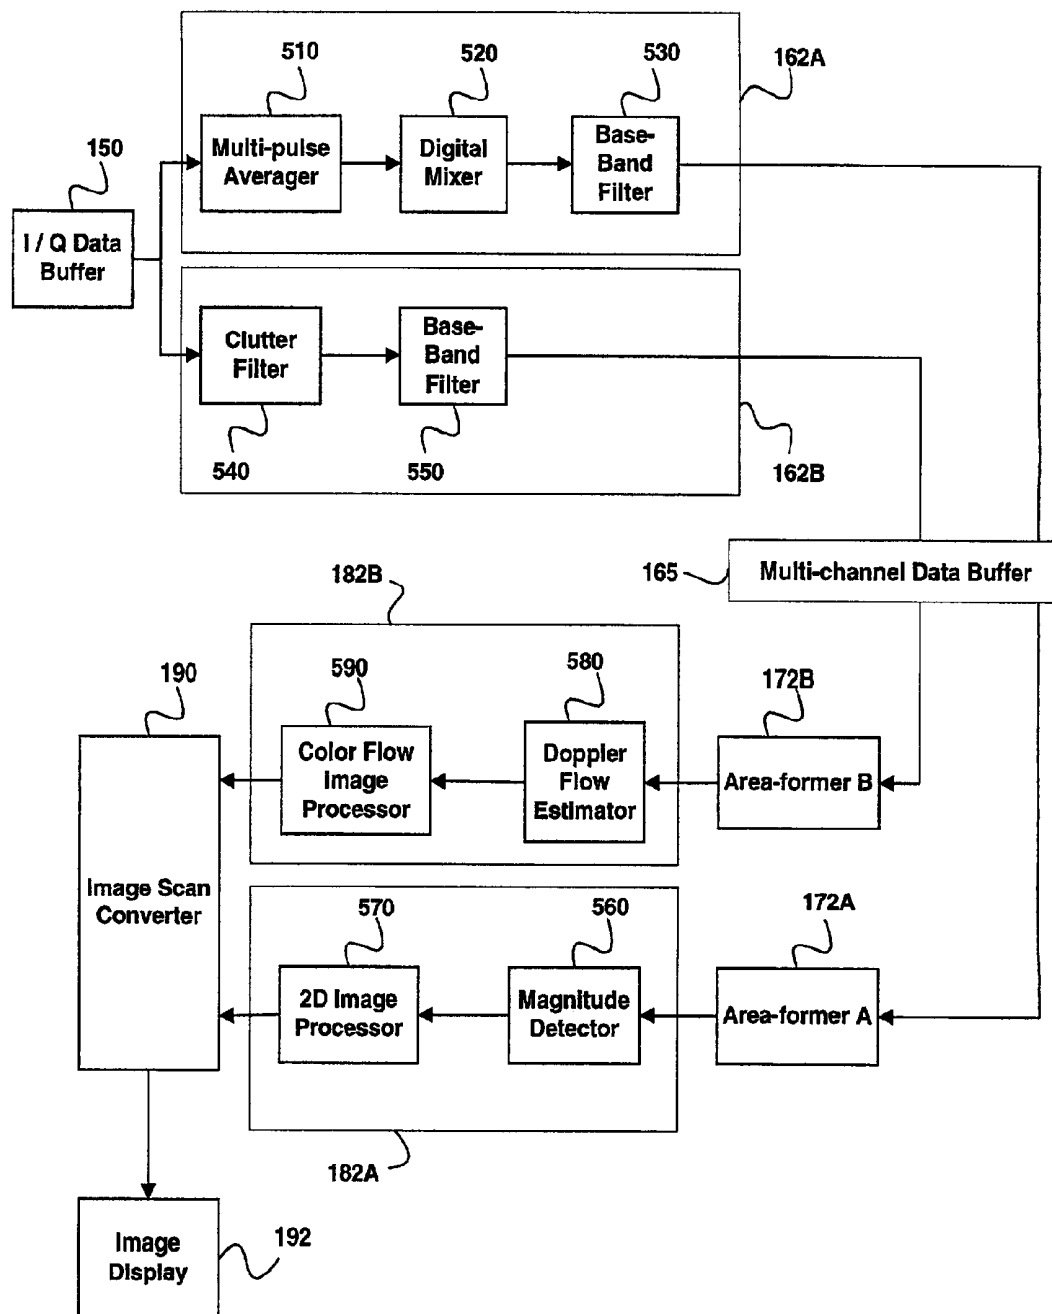 510
520
530
162A
150
Multi-pulse
Averager
Digital
Mixer
Base-
Band
Filter
I / Q Data
Buffer
Clutter
Filter
Base-
Band
Filter
540
550
162B
182B
165
Multi-channel Data Buffer
190
590
580
172B
Color Flow
Image
Processor
Doppler
Flow
Estimator
Area-former B
Image Scan
Converter
570
560
172A
2D Image
Processor
Magnitude
Detector
Area-former A
182A
Image
Display
192